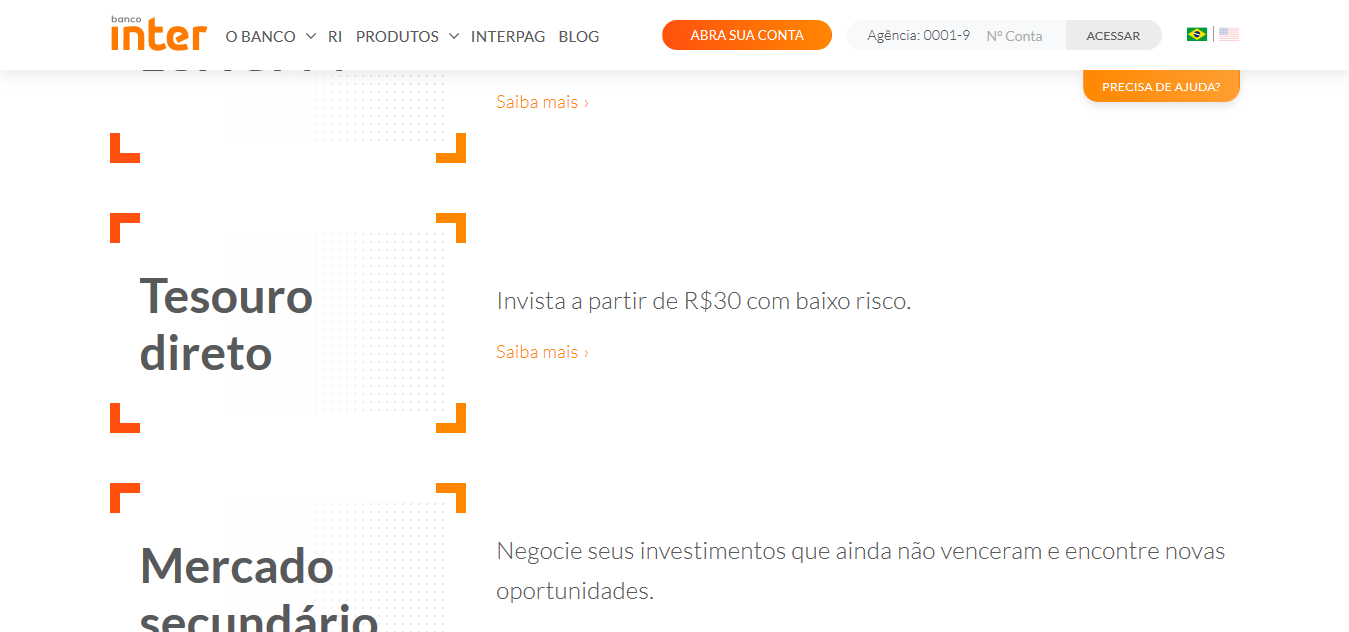 banco
inter
O BANCO
RI
PRODUTOS
INTERPAG
BLOG
ABRA SUA CONTA
Agência: 0001-9
Nº Conta
ACESSAR
PRECISA DE AJUDA?
Saiba mais ›
Tesouro
direto
Invista a partir de R$30 com baixo risco.
Saiba mais ›
Mercado
secundário
Negocie seus investimentos que ainda não venceram e encontre novas
oportunidades.